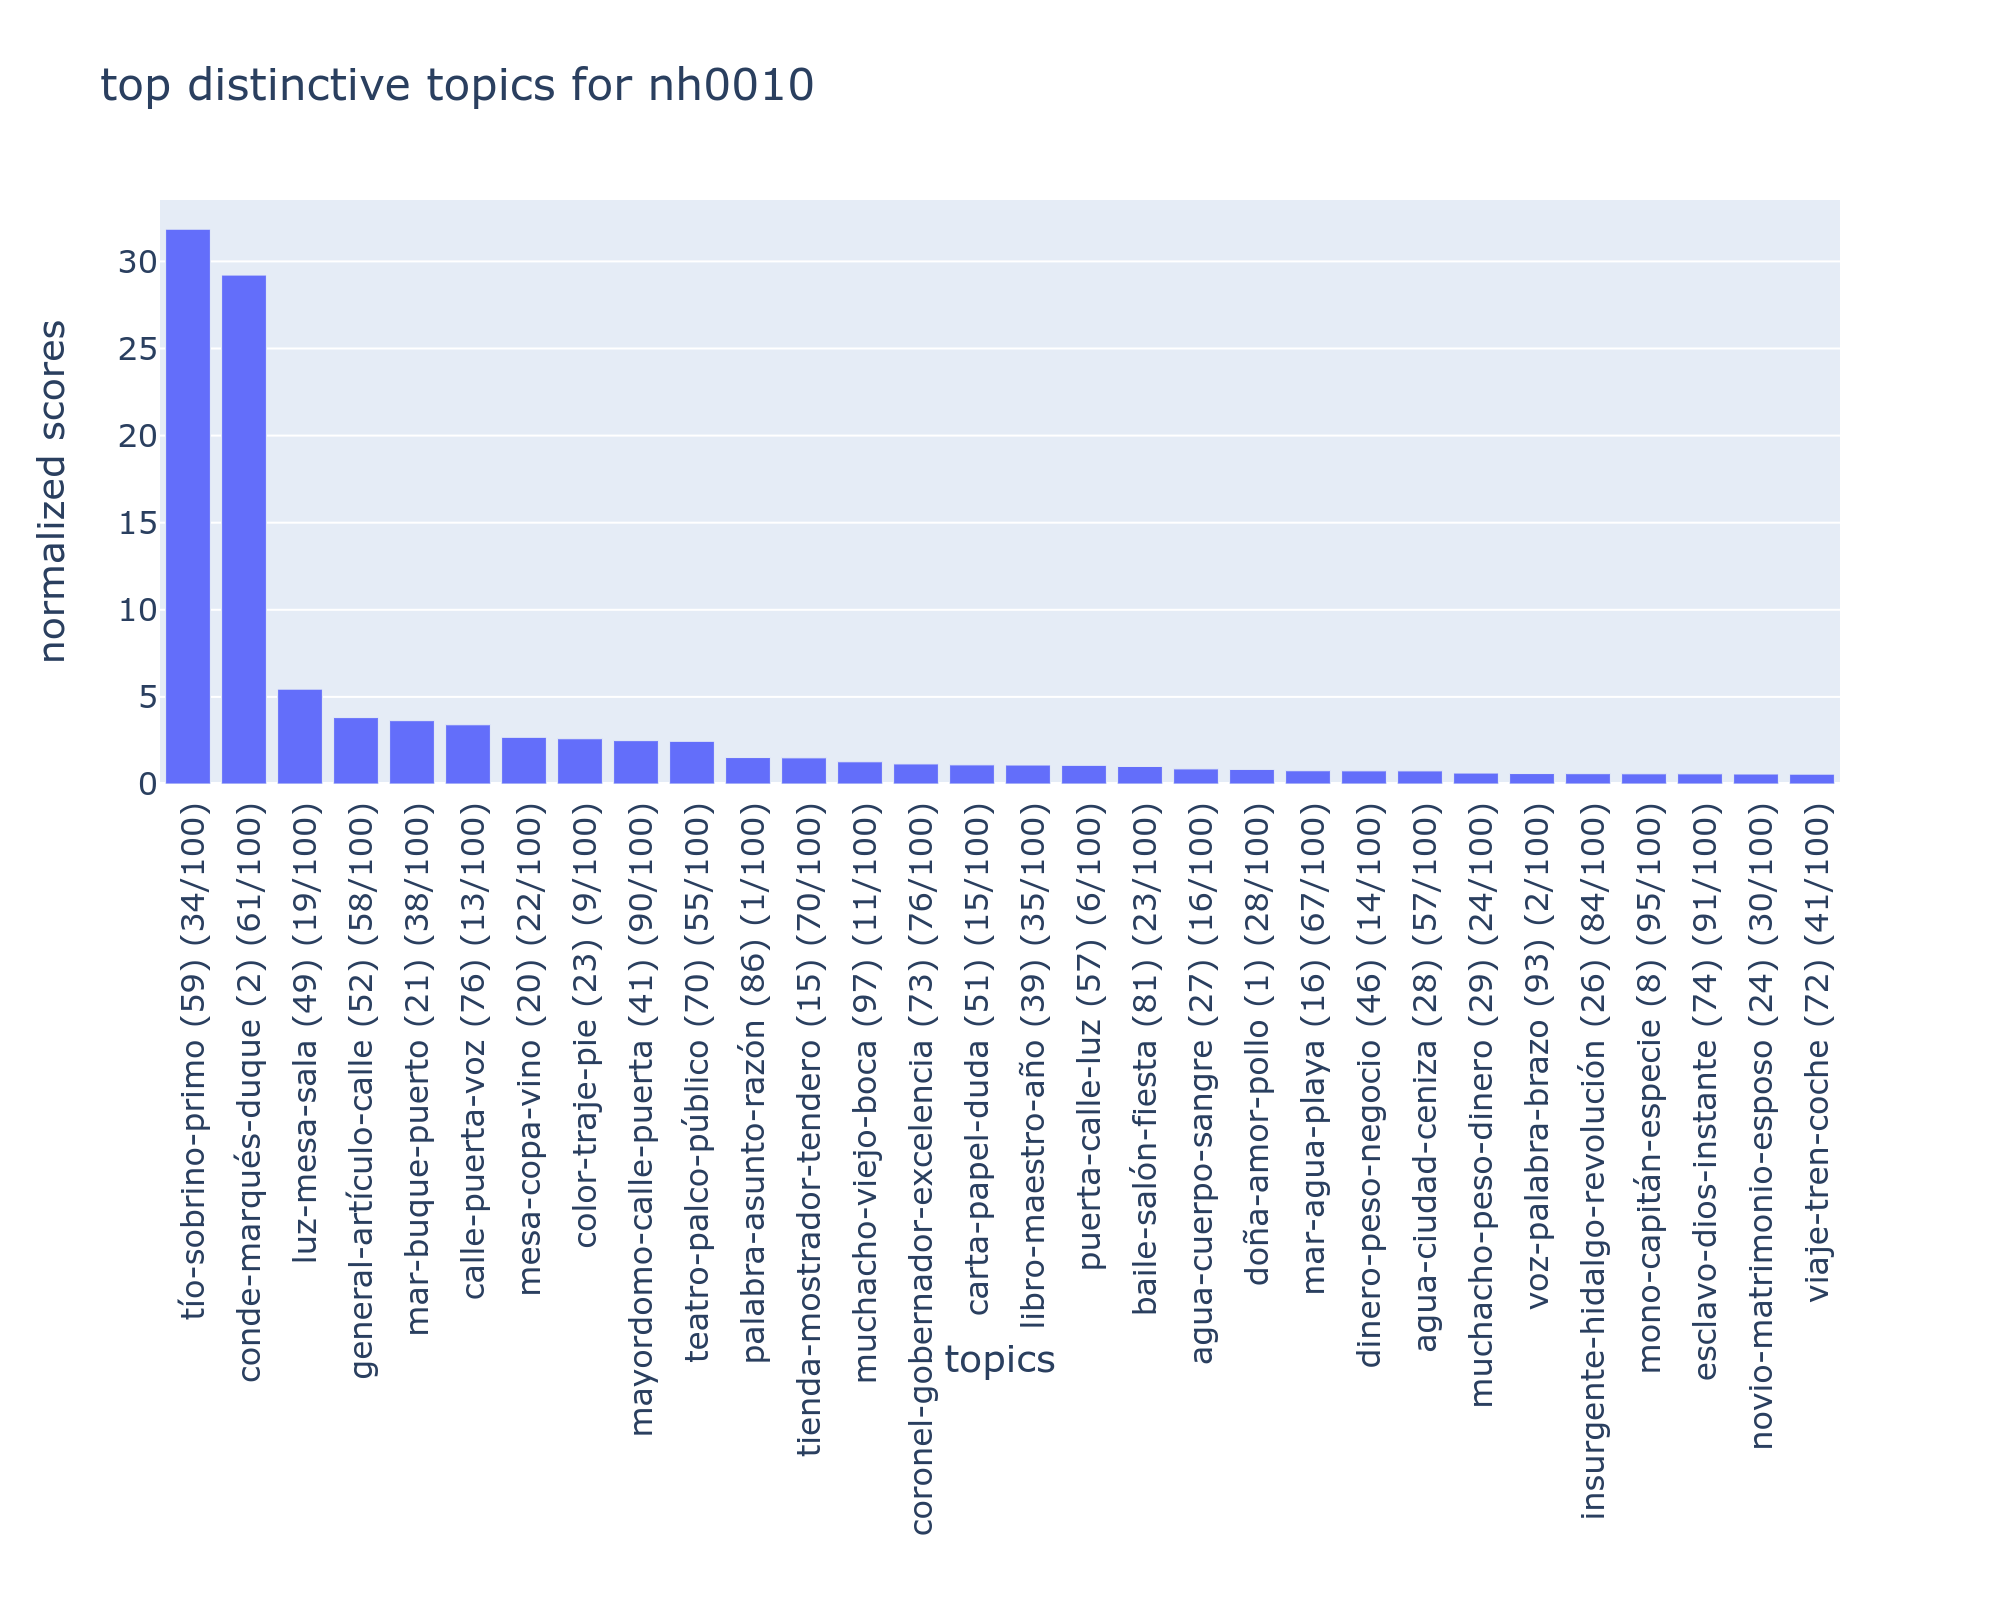 top distinctive topics for nh0010
normalized scores
30
25
20
15
10
5
0
tío-sobrino-primo (59) (34/100)
conde-marqués-duque (2) (61/100)
luz-mesa-sala (49) (19/100)
general-artículo-calle (52) (58/100)
mar-buque-puerto (21) (38/100)
calle-puerta-voz (76) (13/100)
mesa-copa-vino (20) (22/100)
color-traje-pie (23) (9/100)
mayordomo-calle-puerta (41) (90/100)
teatro-palco-público (70) (55/100)
palabra-asunto-razón (86) (1/100)
tienda-mostrador-tendero (15) (70/100)
muchacho-viejo-boca (97) (11/100)
coronel-gobernador-excelencia (73) (76/100)
carta-papel-duda (51) (15/100)
libro-maestro-año (39) (35/100)
puerta-calle-luz (57) (6/100)
baile-salón-fiesta (81) (23/100)
agua-cuerpo-sangre (27) (16/100)
doña-amor-pollo (1) (28/100)
mar-agua-playa (16) (67/100)
dinero-peso-negocio (46) (14/100)
agua-ciudad-ceniza (28) (57/100)
muchacho-peso-dinero (29) (24/100)
voz-palabra-brazo (93) (2/100)
insurgente-hidalgo-revolución (26) (84/100)
mono-capitán-especie (8) (95/100)
esclavo-dios-instante (74) (91/100)
novio-matrimonio-esposo (24) (30/100)
viaje-tren-coche (72) (41/100)
topics